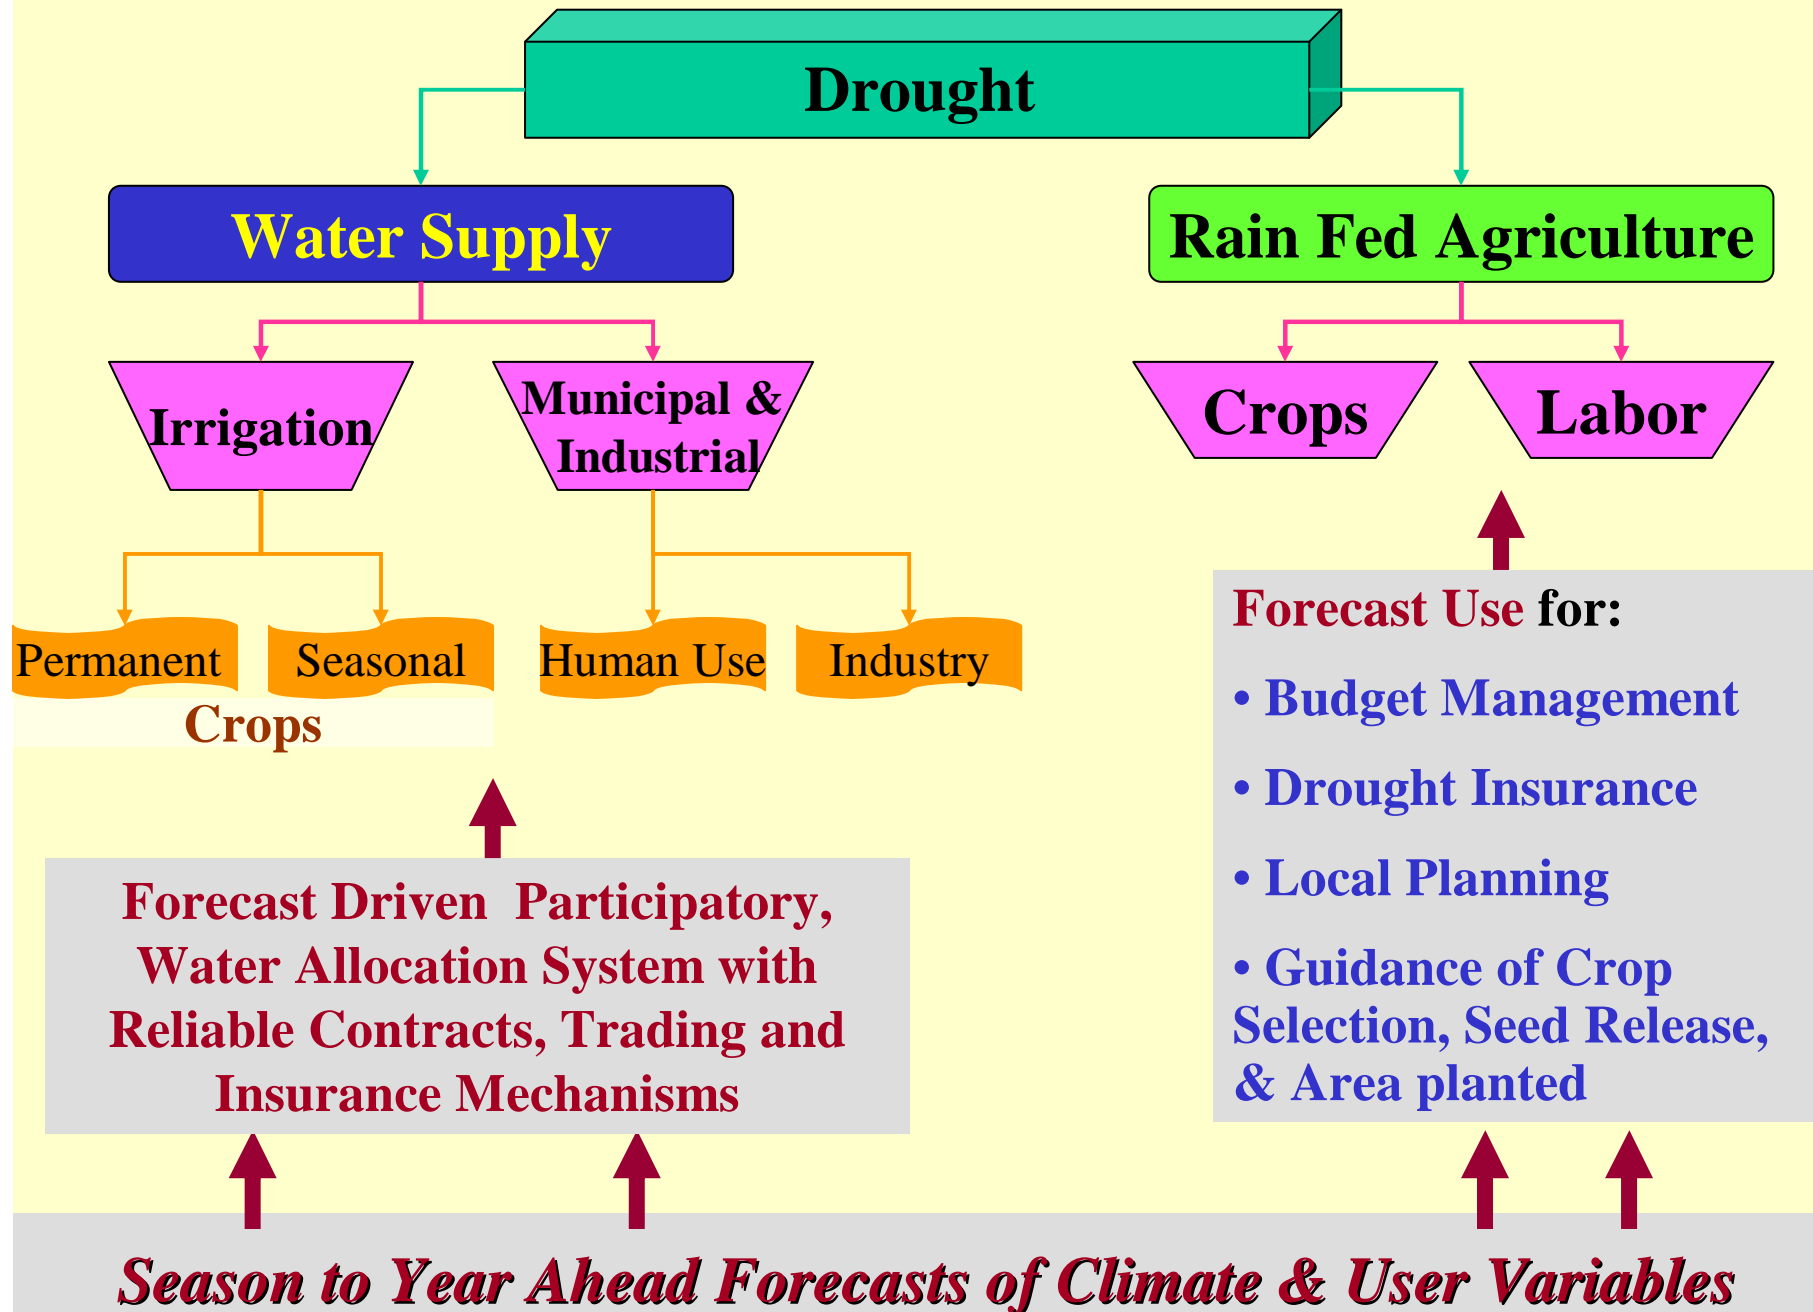 Drought
Water Supply
Rain Fed Agriculture
Irrigation
Municipal &
Industrial
Crops
Labor
Permanent
Seasonal
Human Use
Industry
Crops
Forecast Use for:
• Budget Management
• Drought Insurance
• Local Planning
• Guidance of Crop
Selection, Seed Release,
& Area planted
Forecast Driven  Participatory,
Water Allocation System with
Reliable Contracts, Trading and
Insurance Mechanisms
Season to Year Ahead Forecasts of Climate & User Variables